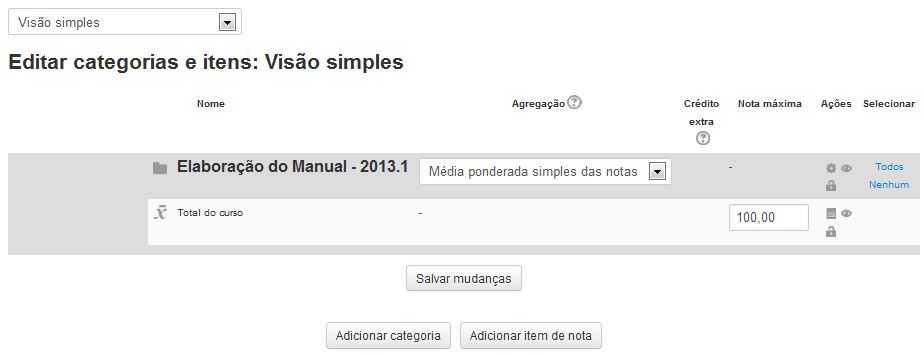 Visão simples
Editar categorias e itens: Visão simples
Nome Agregação Crédito extra Nota máxima Ações Selecionar
Elaboração do Manual - 2013.1 Média ponderada simples das notas - Todos
Nenhum
Total do curso - 100,00
Salvar mudanças
Adicionar categoria Adicionar item de nota